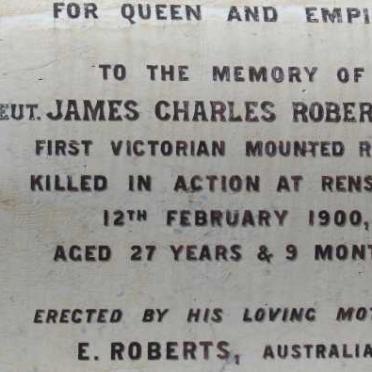 FOR QUEEN AND EMPI
TO THE MEMORY OF
EUT. JAMES CHARLES ROBER
FIRST VICTORIAN MOUNTED R
KILLED IN ACTION AT RENS
12TH FEBRUARY 1900,
AGED 27 YEARS & 9 MONT
ERECTED BY HIS LOVING MOT
E. ROBERTS, AUSTRALIA